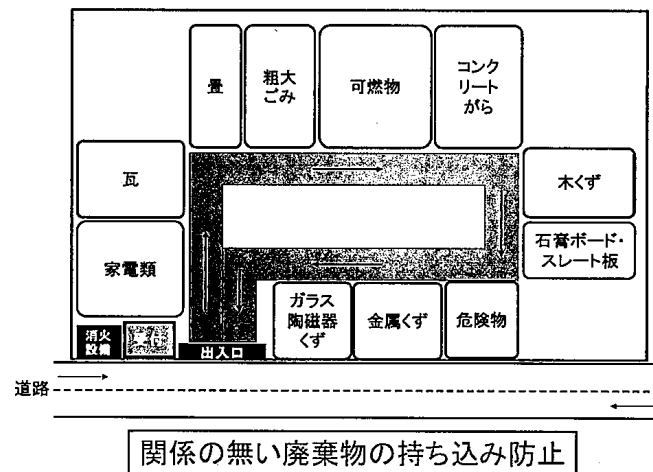 畳
粗大
ごみ
可燃物
コンク
リート
がら
瓦
木くず
家電類
石膏ボード・
スレート板
ガラス
陶磁器
くず
金属くず
危険物
消火
設備
出入口
道路
関係の無い廃棄物の持ち込み防止